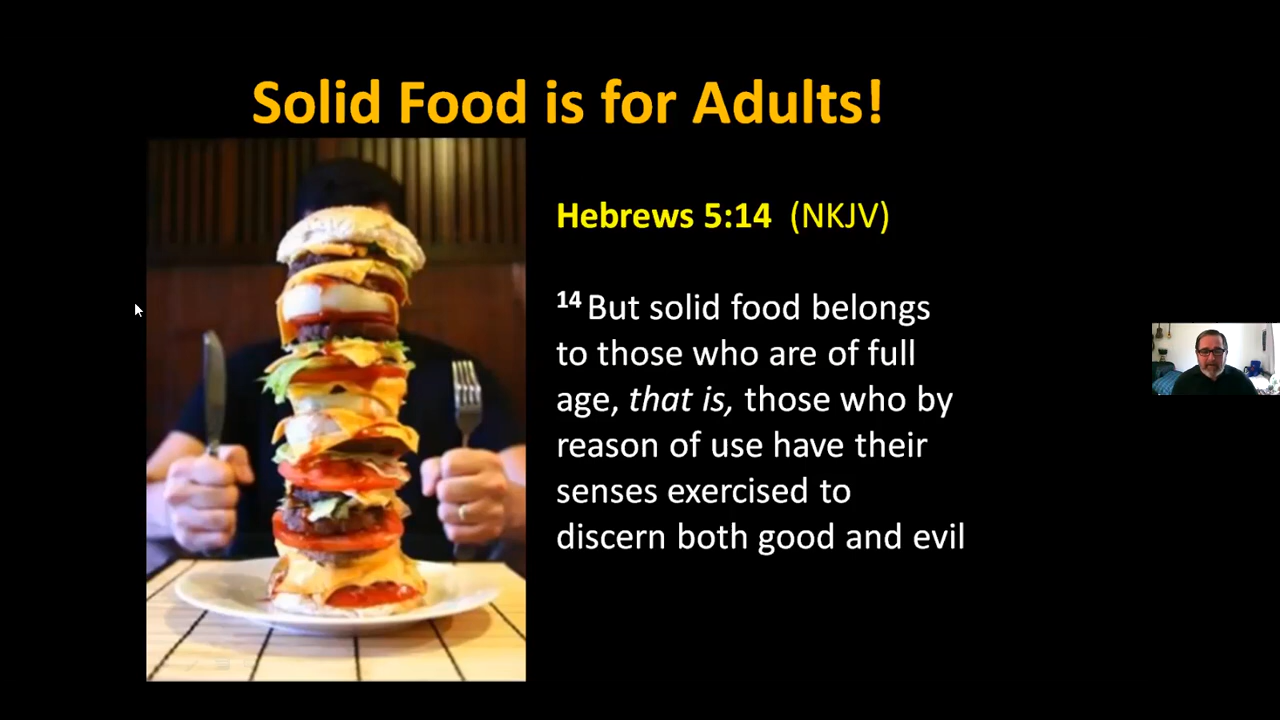 Solid Food is for Adults!
Hebrews 5:14 (NKJV)
14 But solid food belongs
to those who are of full
age, that is, those who by
reason of use have their
senses exercised to
discern both good and evil